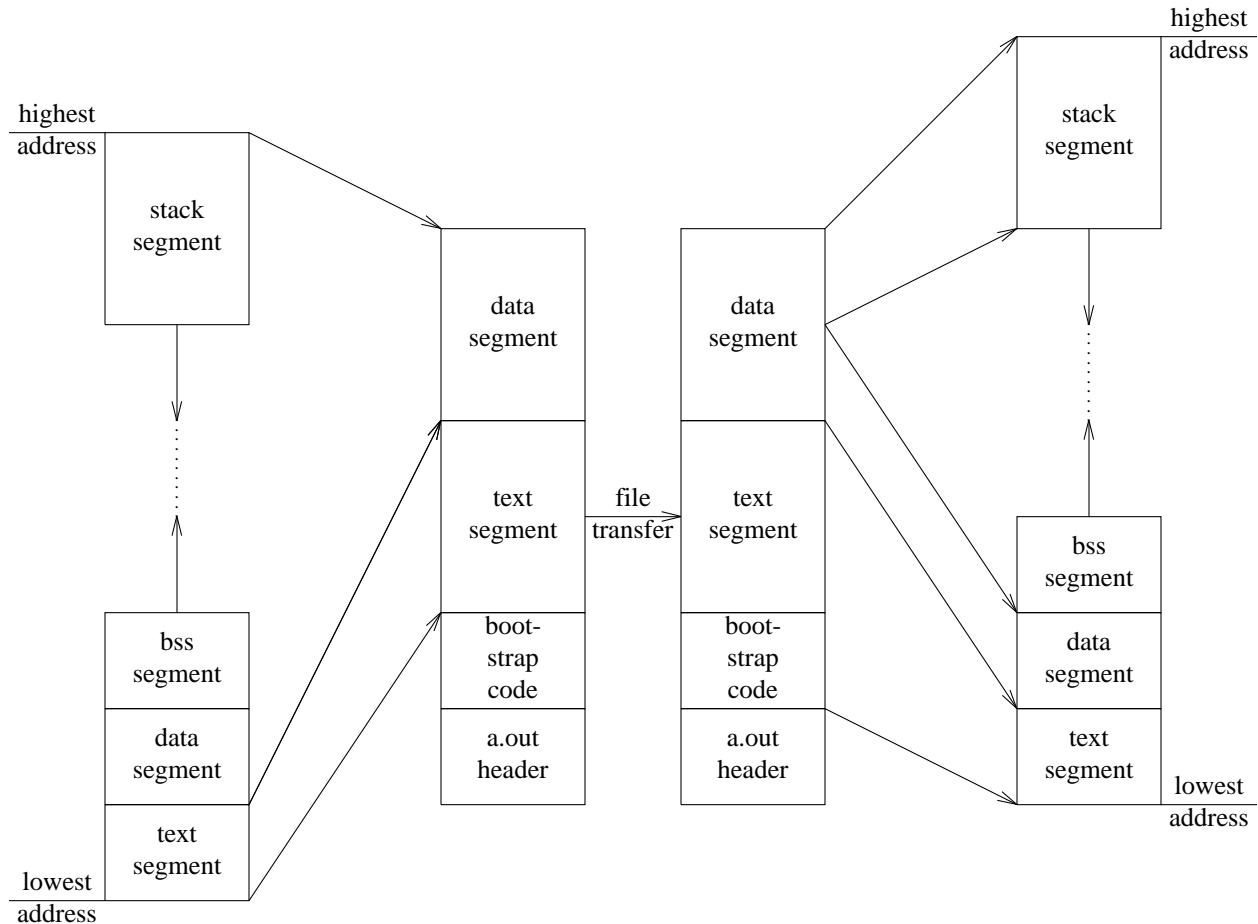 highest
address
stack
segment
bss
segment
data
segment
text
segment
lowest
address
data
segment
text
segment
boot-
strap
code
a.out
header
file
transfer
data
segment
text
segment
boot-
strap
code
a.out
header
highest
address
stack
segment
bss
segment
data
segment
text
segment
lowest
address